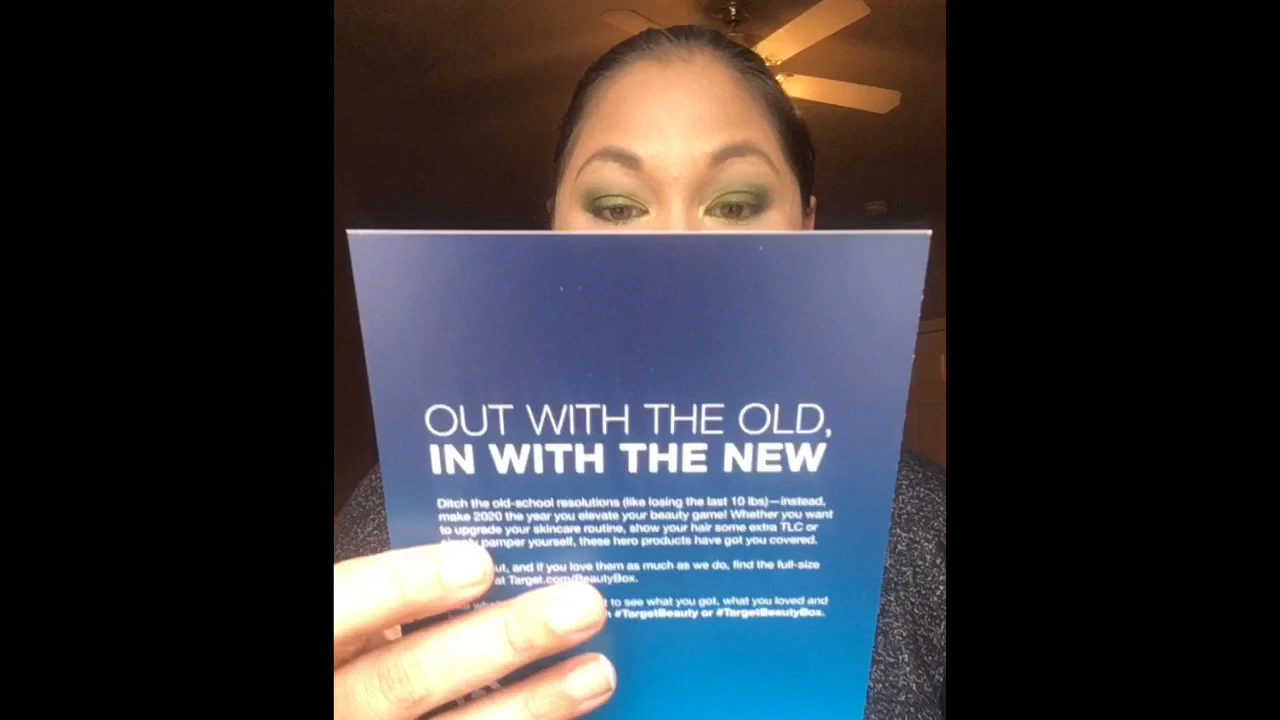 OUT WITH THE OLD,
IN WITH THE NEW
Ditch the old-school resolutions (like losing the last 10 lbs)—instead,
make 2020 the year you elevate your beauty game! Whether you want
to upgrade your skincare routine, show your hair some extra TLC or
simply pamper yourself, these hero products have got you covered.
and if you love them as much as we do, find the full-size
at Target.com/BeautyBox.
to see what you got, what you loved and
#TargetBeauty or #TargetBeautyBox.